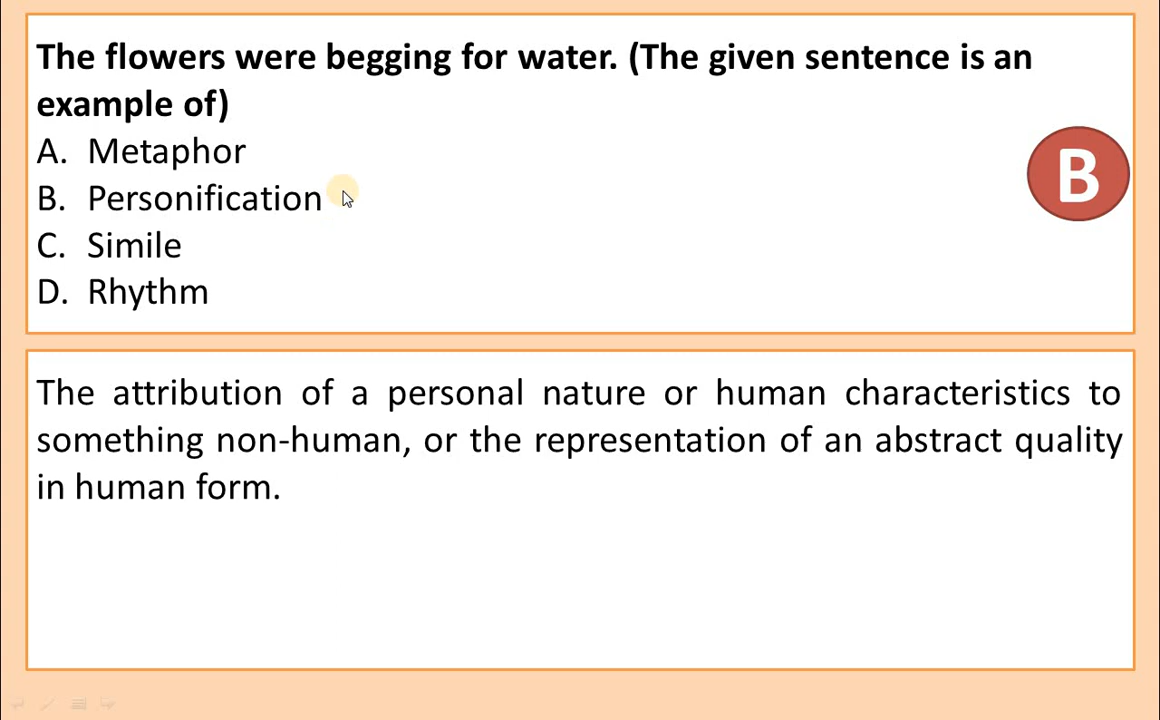 The flowers were begging for water. (The given sentence is an
example of)
A. Metaphor
B. Personification
C. Simile
D. Rhythm
B
The attribution of a personal nature or human characteristics to
something non-human, or the representation of an abstract quality
in human form.